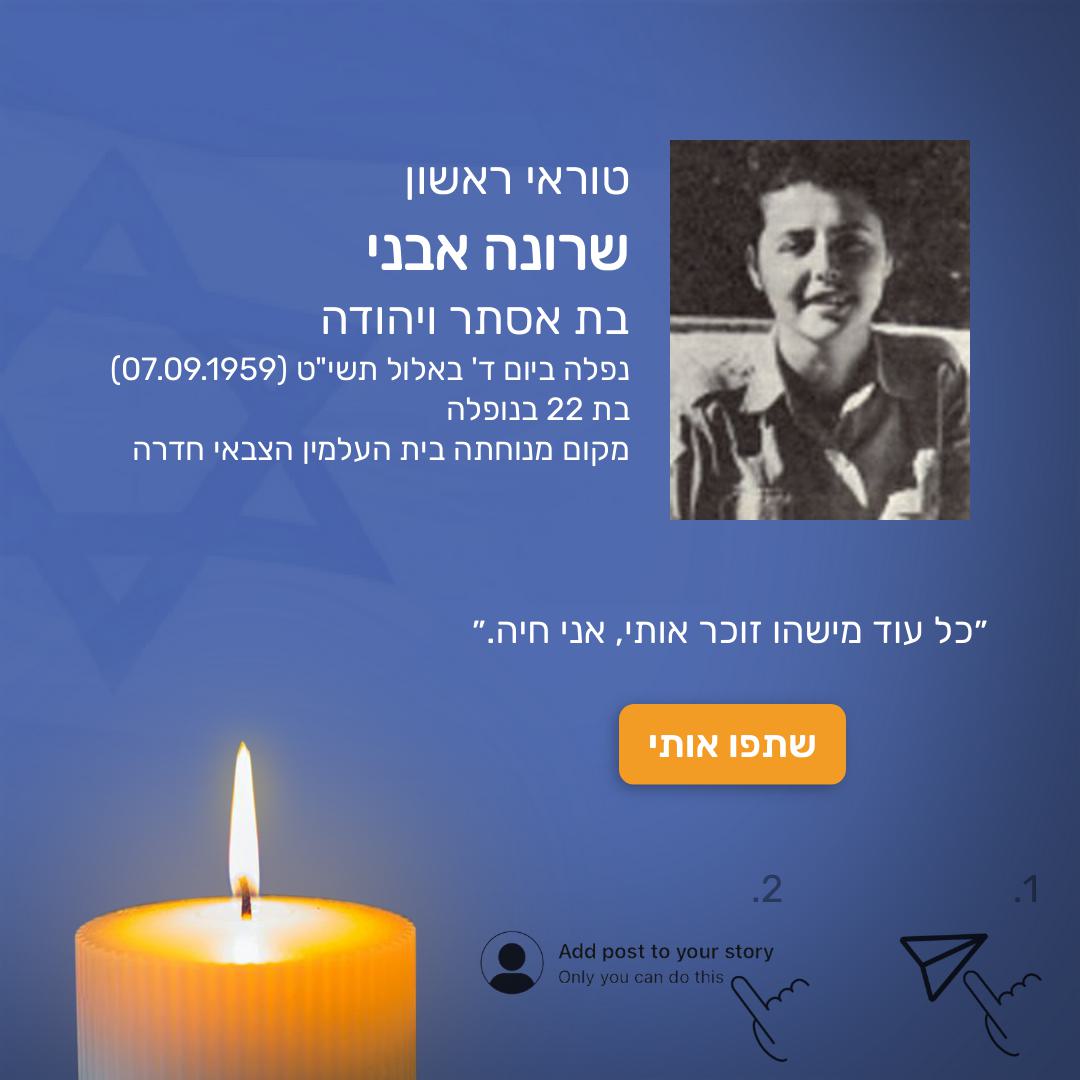 טוראי ראשון
שרונה אבני
בת אסתר ויהודה
נפלה ביום ד' באלול תשי"ט (07.09.1959)
בת 22 בנופלה
מקום מנוחתה בית העלמין הצבאי חדרה
״כל עוד מישהו זוכר אותי, אני חיה.״
שתפו אותי
1.
2.
Add post to your story
Only you can do this